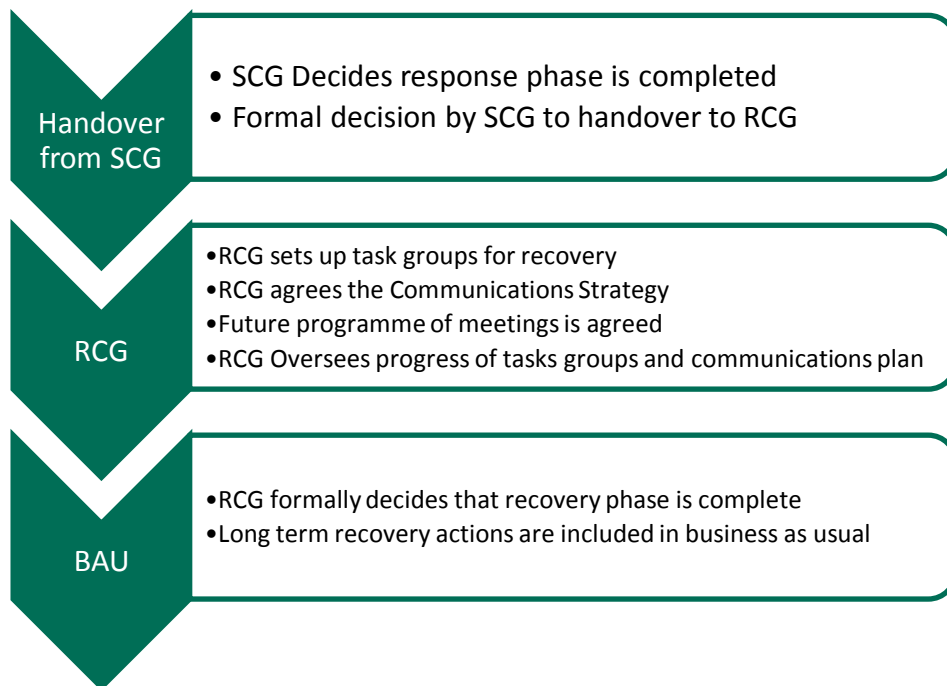 Handover
from SCG
• SCG Decides response phase is completed
• Formal decision by SCG to handover to RCG
RCG
•RCG sets up task groups for recovery
•RCG agrees the Communications Strategy
•Future programme of meetings is agreed
•RCG Oversees progress of tasks groups and communications plan
BAU
•RCG formally decides that recovery phase is complete
•Long term recovery actions are included in business as usual